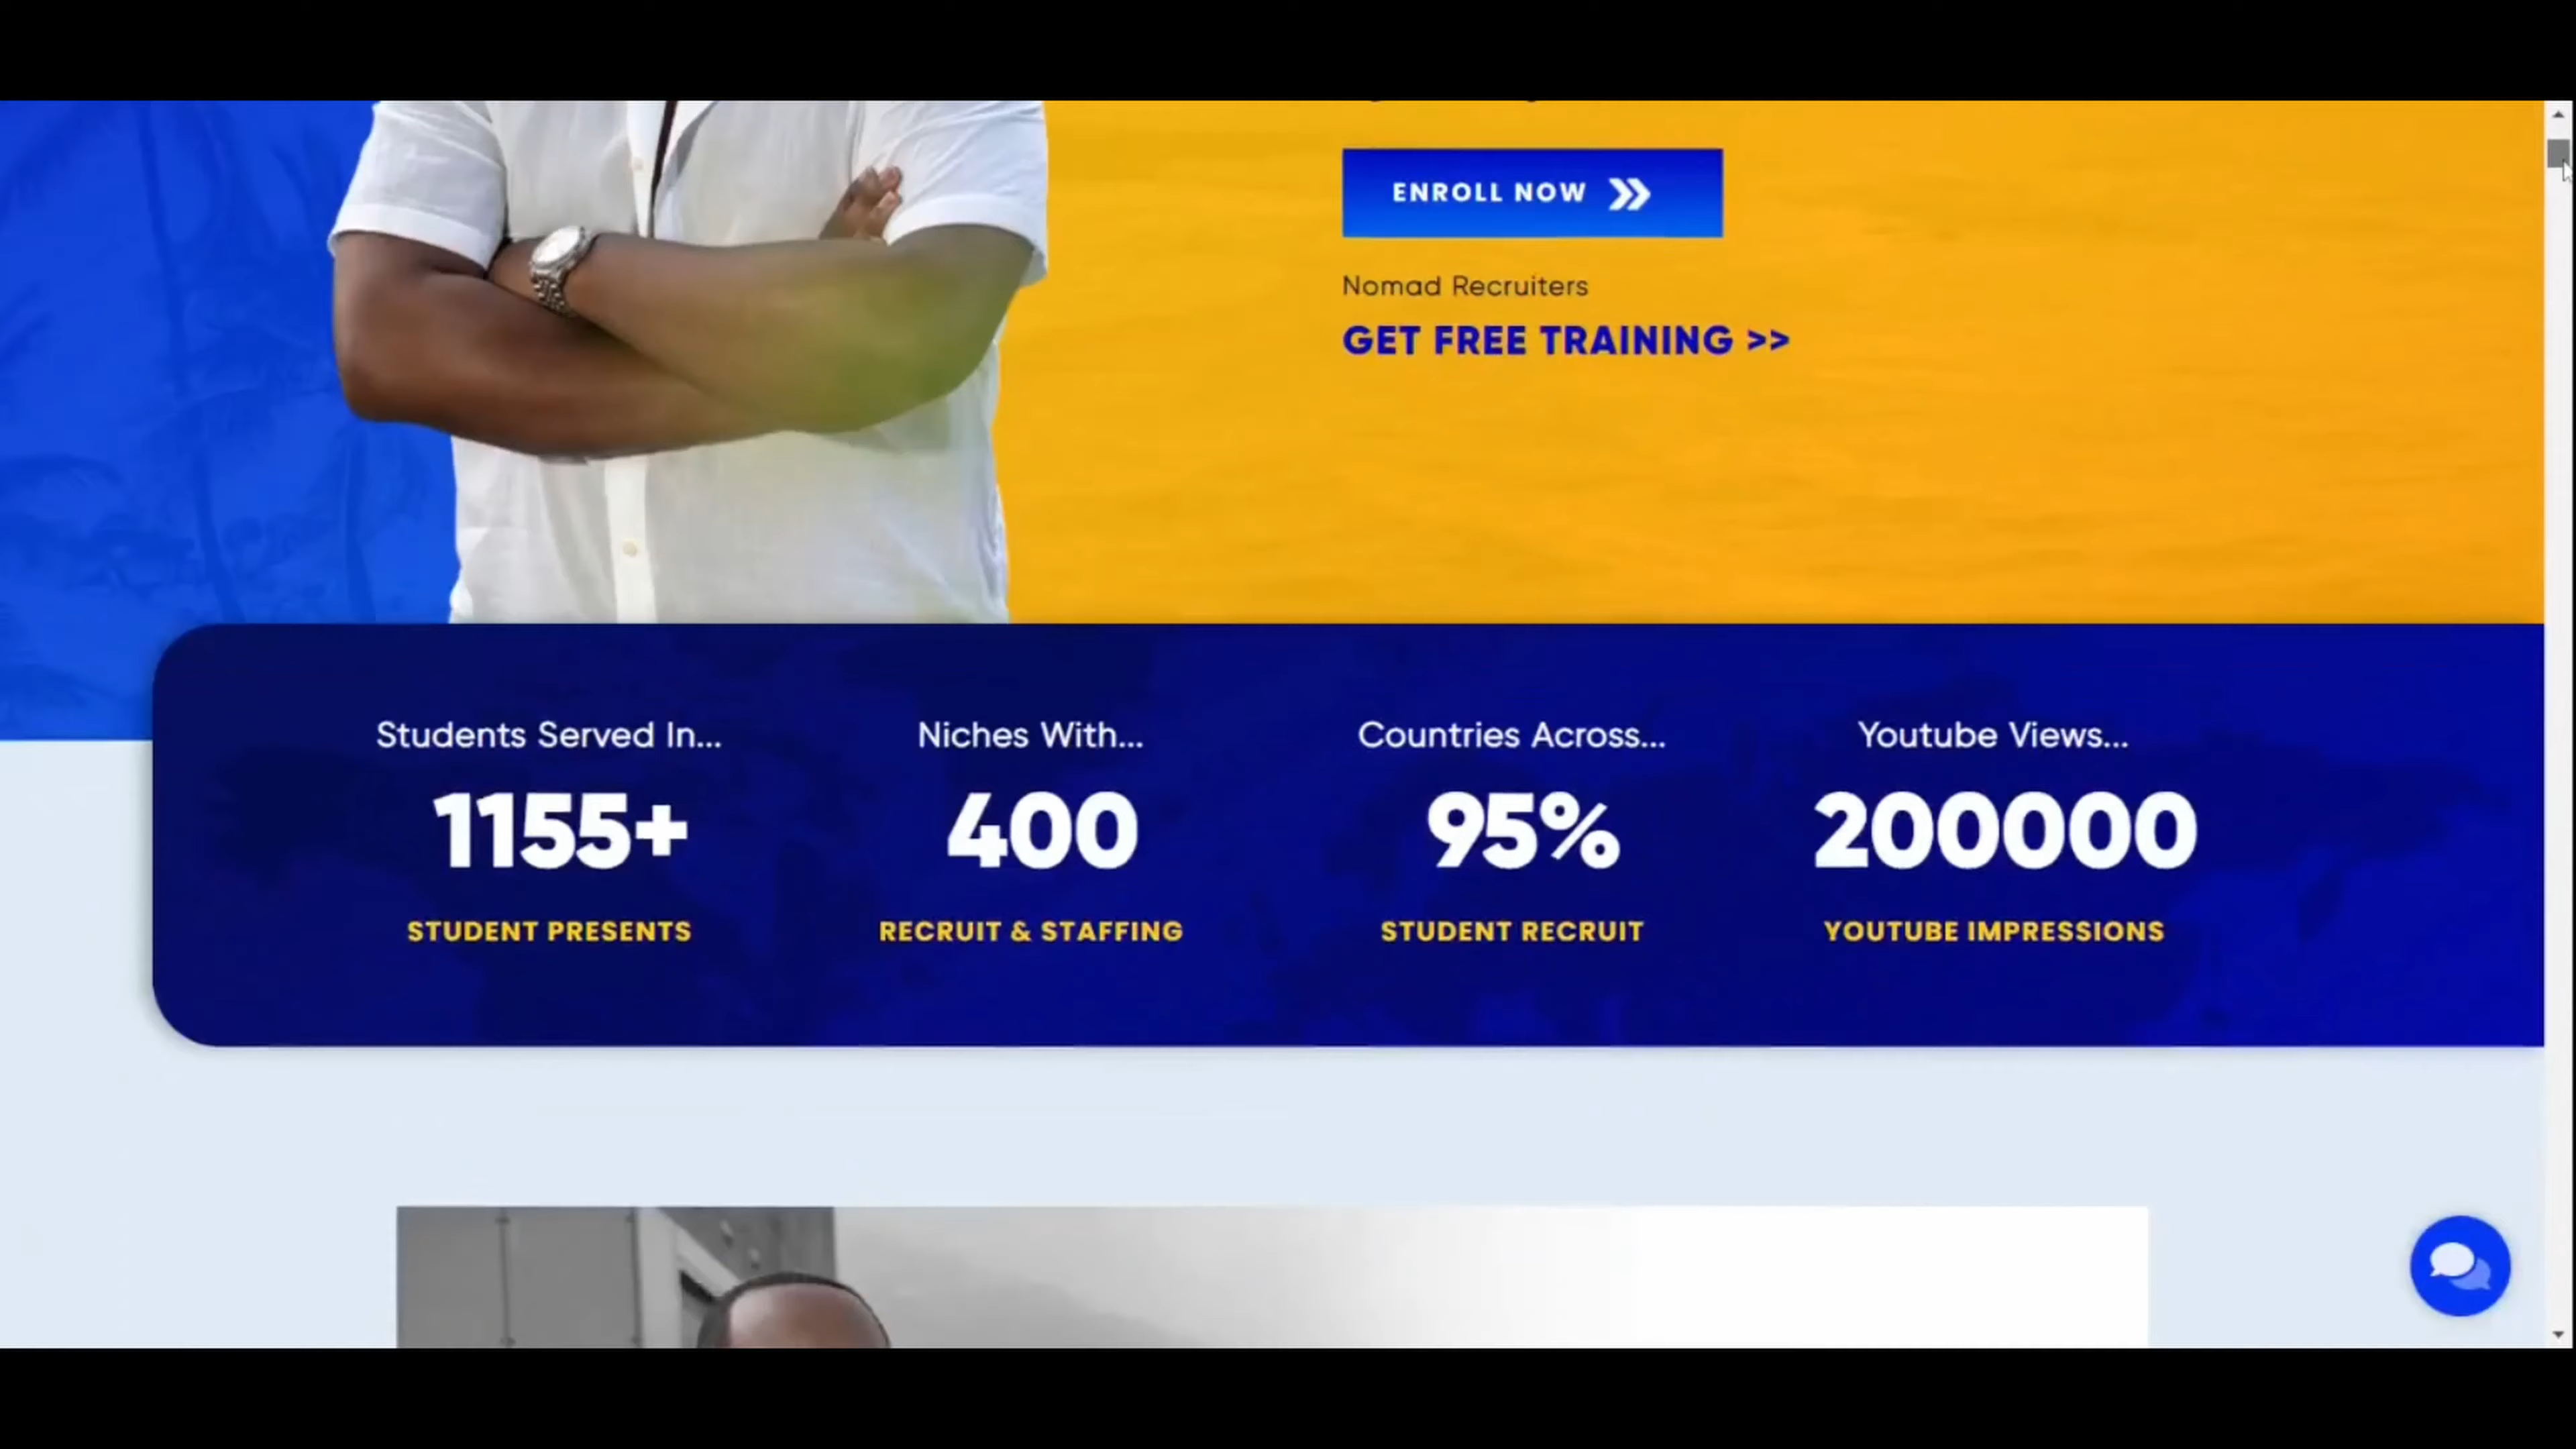 ENROLL NOW
Nomad Recruiters
GET FREE TRAINING >>
Students Served In...
1155+
STUDENT PRESENTS
Niches With...
400
RECRUIT & STAFFING
Countries Across...
95%
STUDENT RECRUIT
Youtube Views...
200000
YOUTUBE IMPRESSIONS